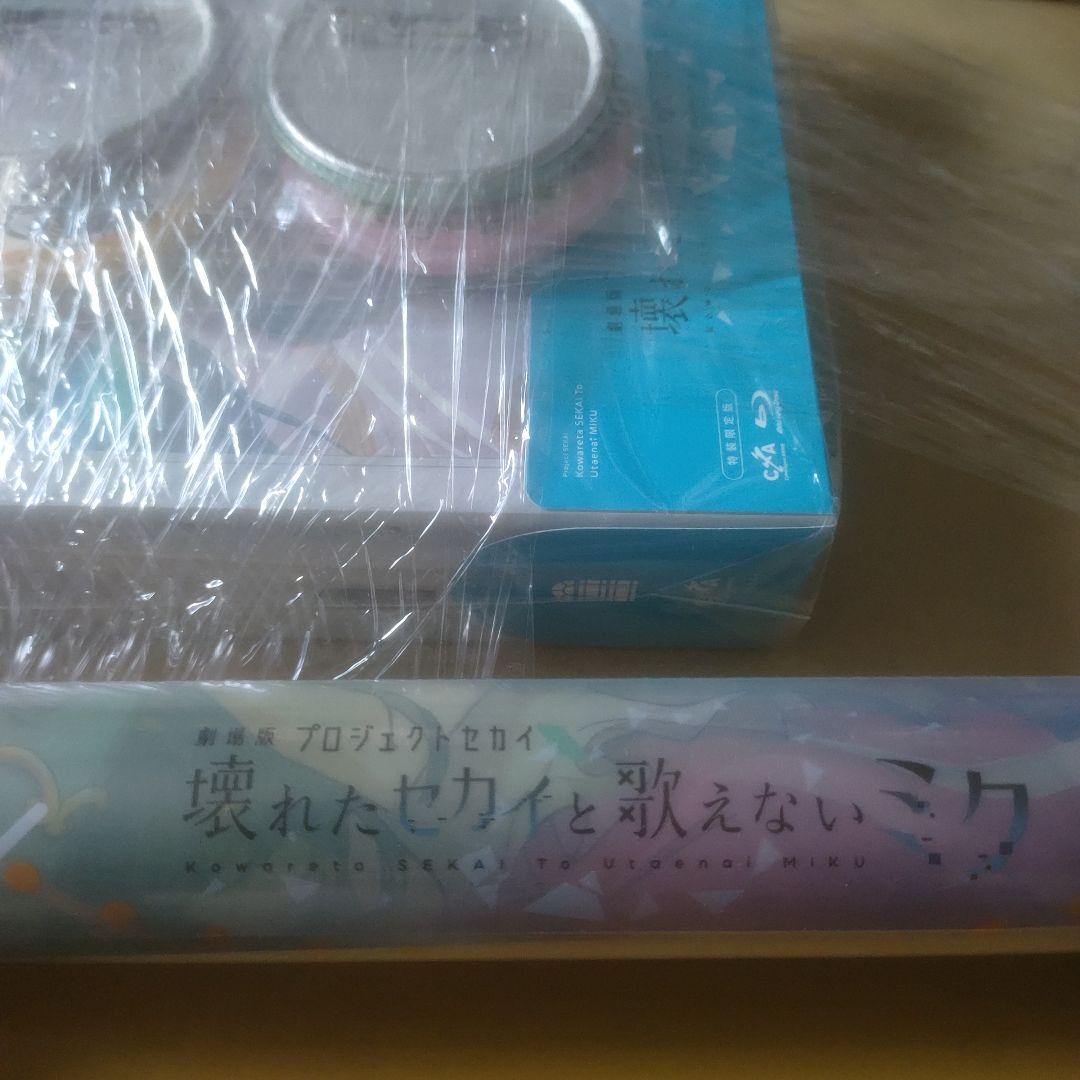 劇場版
壊
Project SEKAI
Kowareta SEKAI To
Utaenai MIKU
特装限定版
劇場版 プロジェクトセカイ
壊れたセカイと歌えないミク
Kowareta SEKAI To Utaenai MIKU